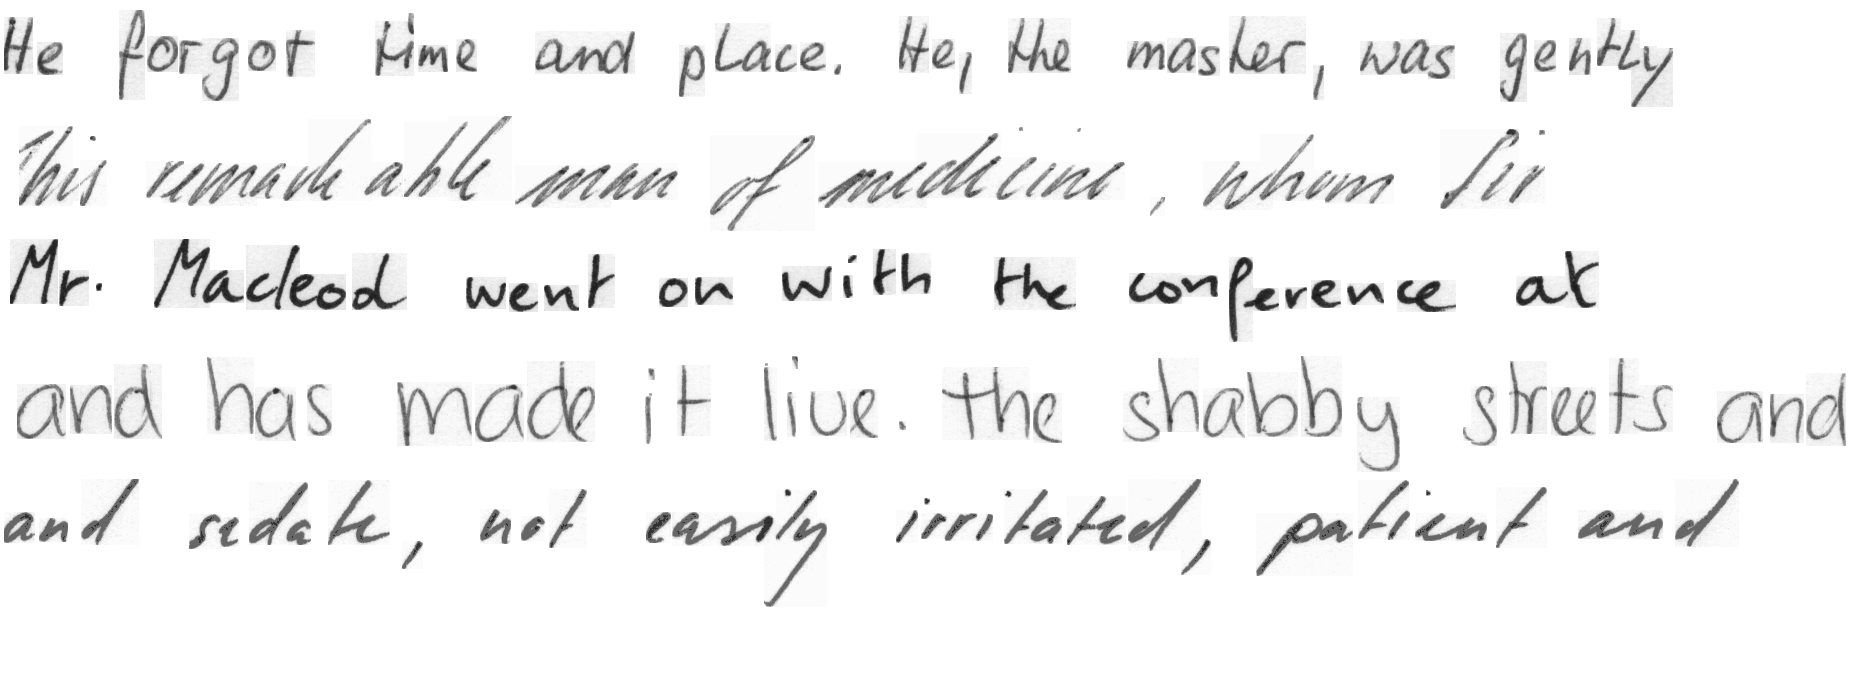 He forgot time and place. He, the master, was gently
This remarkable man of medicine, whom Sir
Mr. Macleod went on with the conference at
and has made it live. The shabby streets and
and sedate, not easily irritated, patient and